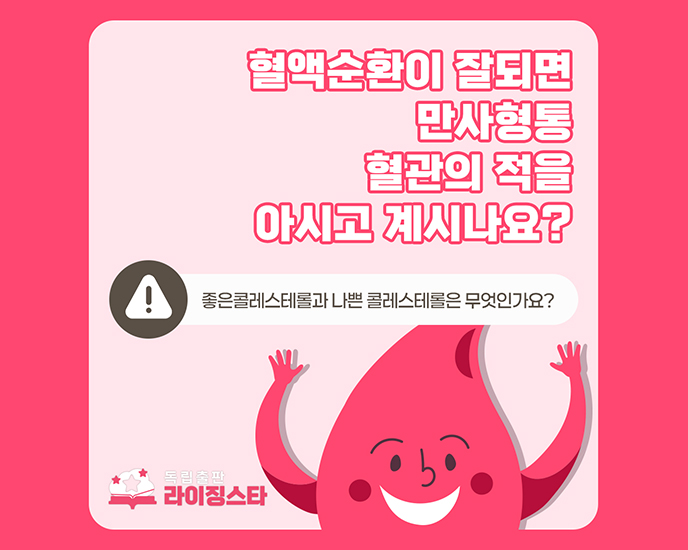 혈액순환이 잘되면
만사형통
혈관의 적을
아시고 계시나요?
좋은콜레스테롤과 나쁜 콜레스테롤은 무엇인가요?
독립출판
라이징스타